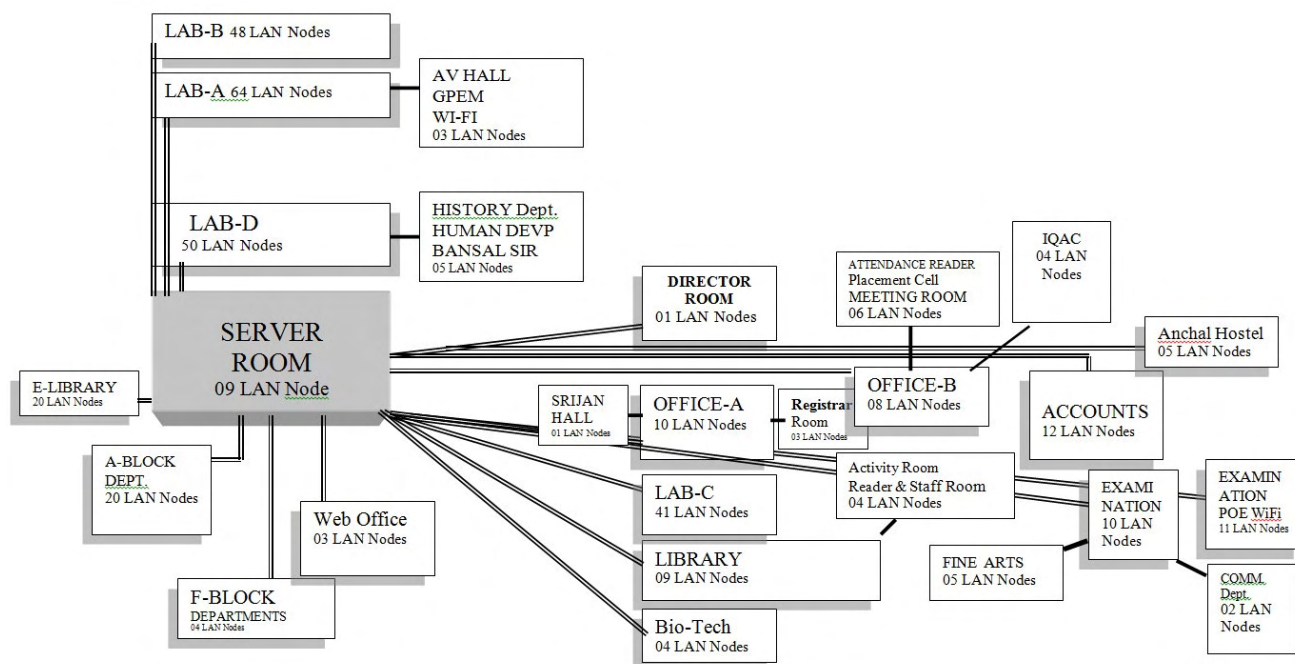 LAB-B 48 LAN Nodes
LAB-A 64 LAN Nodes
AV HALL
GPEM
WI-FI
03 LAN Nodes
LAB-D
50 LAN Nodes
HISTORY Dept.
HUMAN DEVP
BANSAL SIR
05 LAN Nodes
SERVER
ROOM
09 LAN Node
DIRECTOR
ROOM
01 LAN Nodes
ATTENDANCE READER
Placement Cell
MEETING ROOM
06 LAN Nodes
IQAC
04 LAN
Nodes
Anchal Hostel
05 LAN Nodes
E-LIBRARY
20 LAN Nodes
SRIJAN
HALL
01 LAN Nodes
OFFICE-A
10 LAN Nodes
Registrar
Room
03 LAN Nodes
OFFICE-B
08 LAN Nodes
ACCOUNTS
12 LAN Nodes
A-BLOCK
DEPT.
20 LAN Nodes
Web Office
03 LAN Nodes
F-BLOCK
DEPARTMENTS
04 LAN Nodes
LAB-C
41 LAN Nodes
Activity Room
Reader & Staff Room
04 LAN Nodes
LIBRARY
09 LAN Nodes
Bio-Tech
04 LAN Nodes
EXAMI
NATION
10 LAN
Nodes
EXAMIN
ATION
POE WiFi
11 LAN Nodes
FINE ARTS
05 LAN Nodes
COMM.
Dept.
02 LAN
Nodes